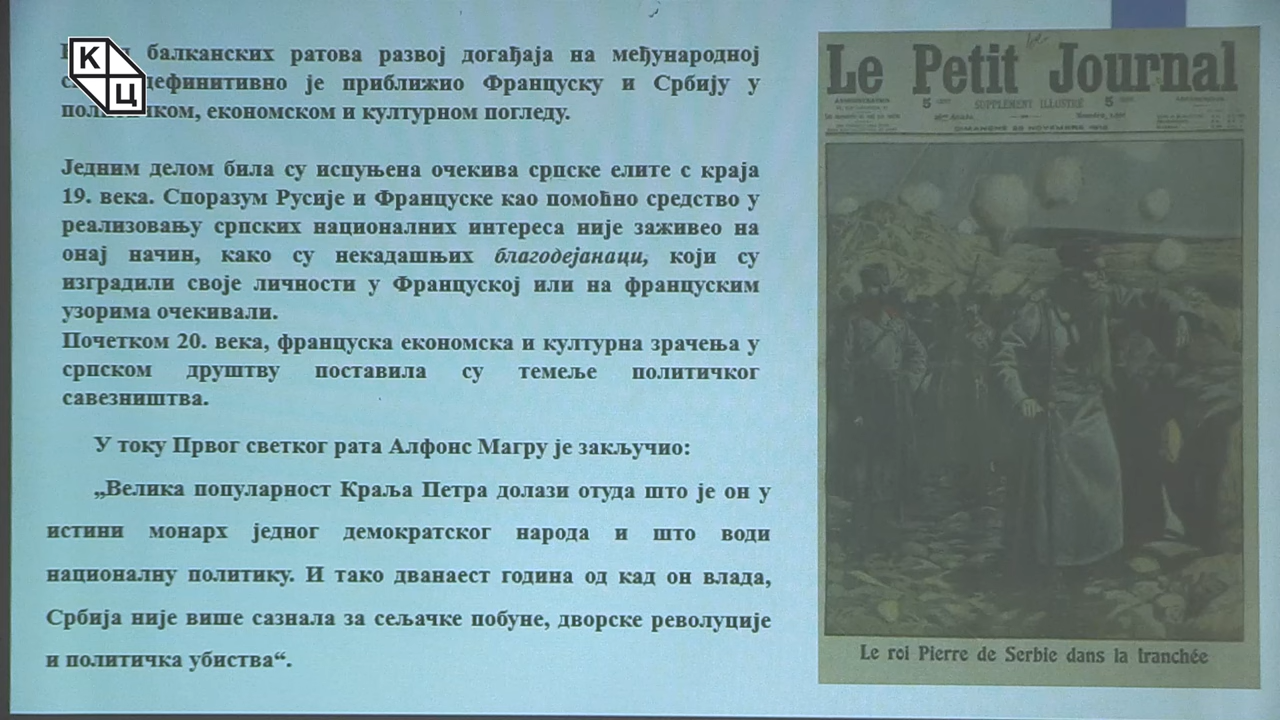 К
Ц
балканских ратова развој догађаја на међународној
дефинитивно је приближио Француску и Србију у
економском и културном погледу.
Једним делом била су испуњена очекива српске елите с краја
19. века. Споразум Русије и Француске као помоћно средство у
реализовању српских националних интереса није заживео на
онај начин, како су некадашњих благодејанаци, који су
изградили своје личности у Француској или на француским
узорима очекивали.
Почетком 20. века, француска економска и културна зрачења у
српском друштву поставила су темеље политичког
савезништва.
У току Првог светког рата Алфонс Магру је закључио:
„Велика популарност Краља Петра долази отуда што је он у
истини монарх једног демократског народа и што води
националну политику. И тако дванаест година од кад он влада,
Србија није више сазнала за сељачке побуне, дворске револуције
и политичка убиства“.
Le Petit Journal
ADMINISTRATION
5 SUPPLÉMENT ILLUSTRÉ 5
DIMANCHE NOVEMBRE
Le roi Pierre de Serbie dans la tranchée